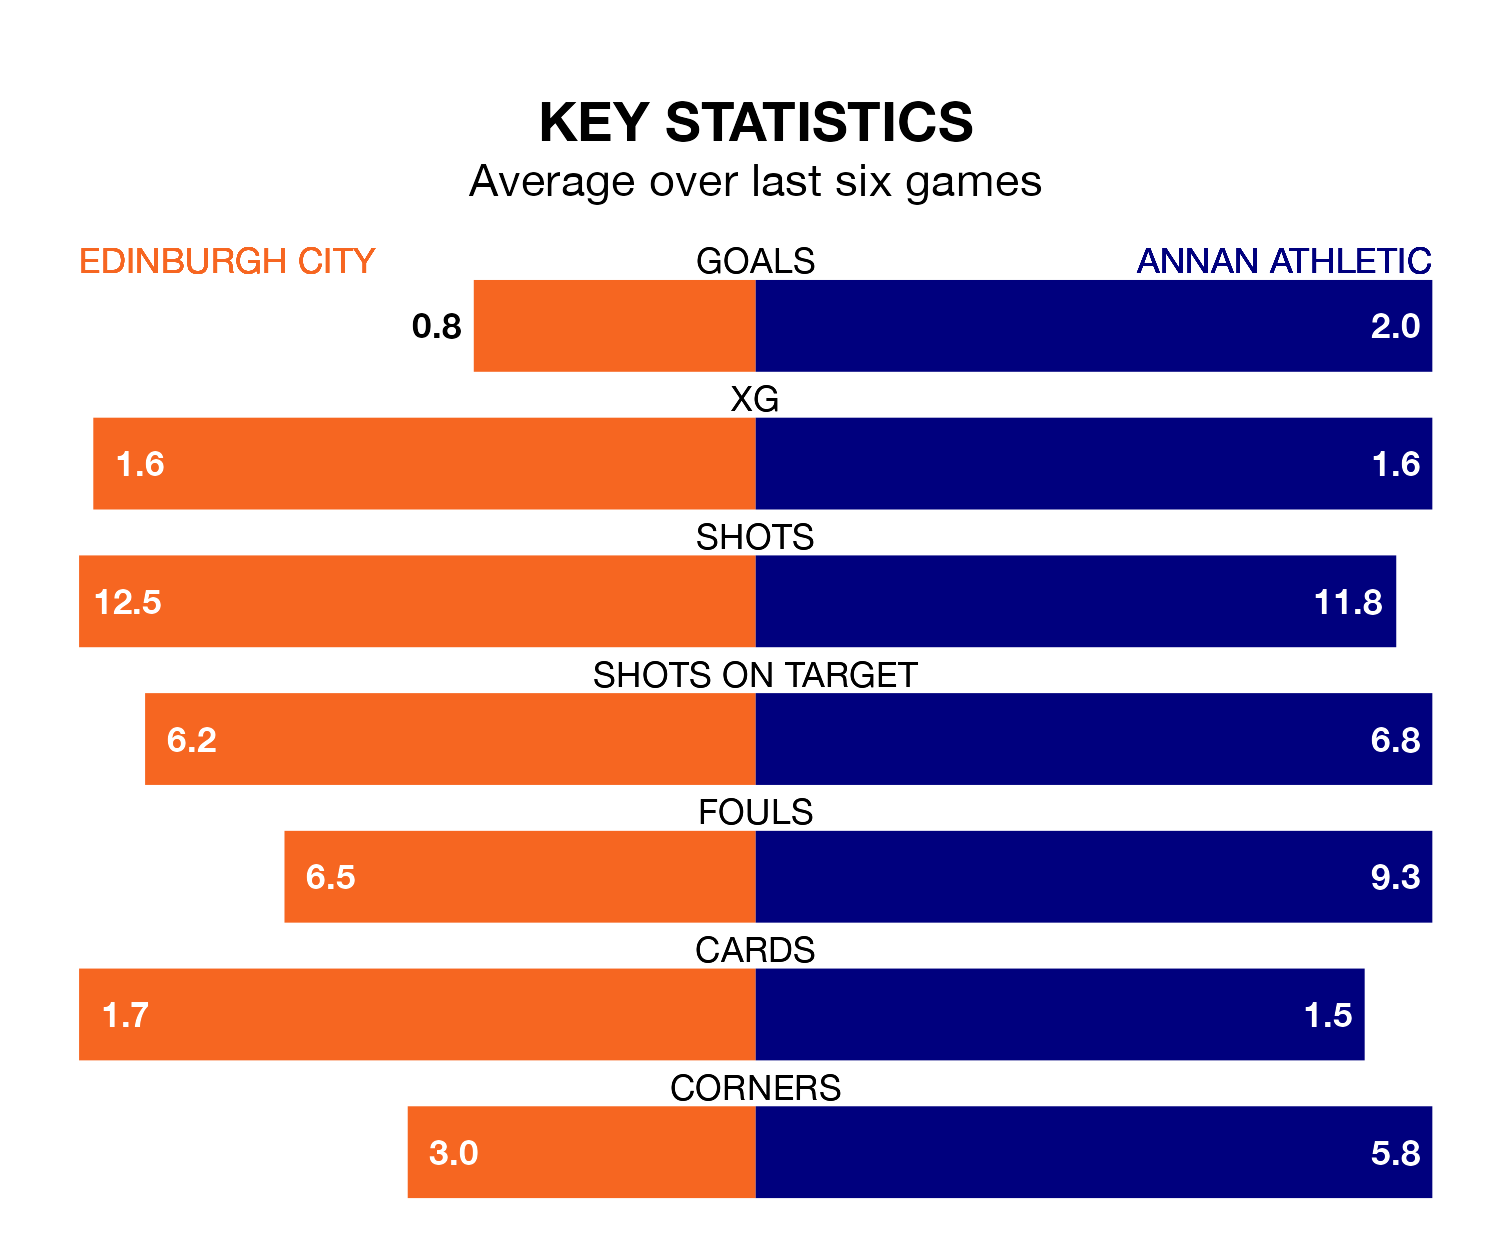 KEY STATISTICS
Average over last six games
EDINBURGH CITY GOALS ANNAN ATHLETIC
0.8 2.0
XG
1.6 1.6
SHOTS
12.5 11.8
SHOTS ON TARGET
6.2 6.8
FOULS
6.5 9.3
CARDS
1.7 1.5
CORNERS
3.0 5.8